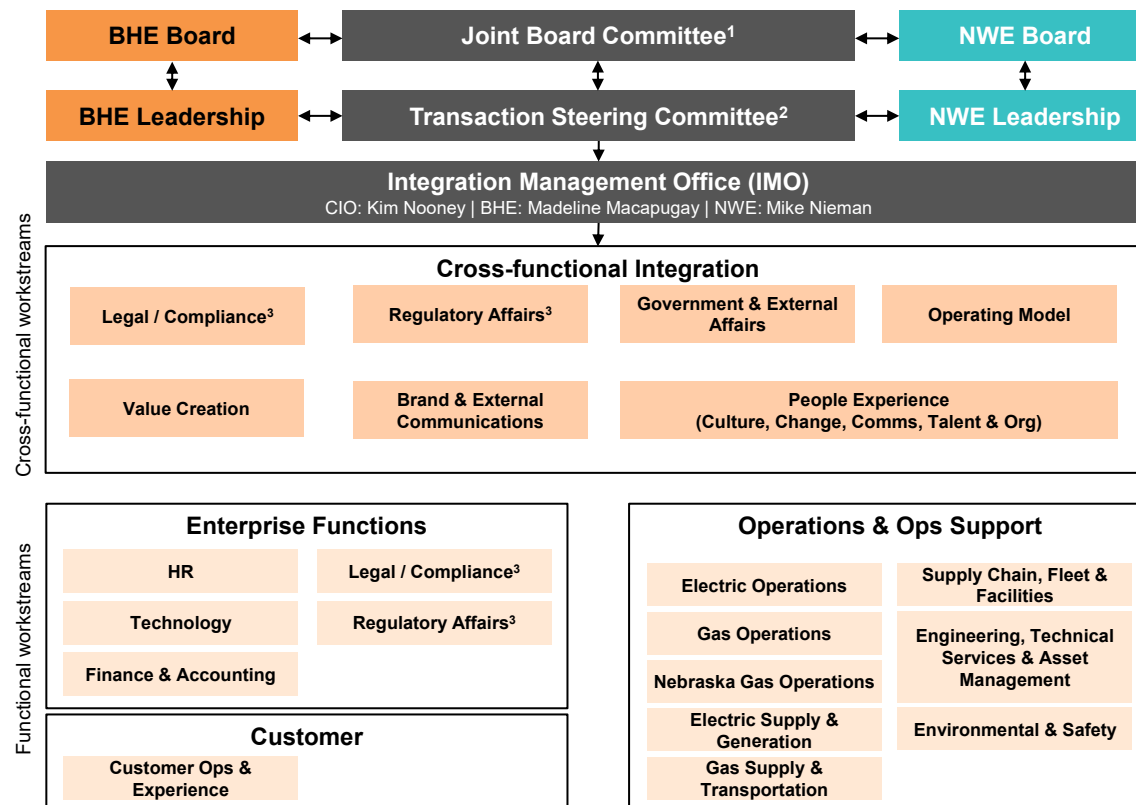 BHE Board
Joint Board Committee¹
NWE Board
BHE Leadership
Transaction Steering Committee²
NWE Leadership
Integration Management Office (IMO)
CIO: Kim Nooney | BHE: Madeline Macapugay | NWE: Mike Nieman
Cross-functional workstreams
Cross-functional Integration
Legal / Compliance³
Regulatory Affairs³
Government & External
Affairs
Operating Model
Value Creation
Brand & External
Communications
People Experience
(Culture, Change, Comms, Talent & Org)
Functional workstreams
Enterprise Functions
HR
Legal / Compliance³
Technology
Regulatory Affairs³
Finance & Accounting
Customer
Customer Ops &
Experience
Operations & Ops Support
Electric Operations
Supply Chain, Fleet &
Facilities
Gas Operations
Engineering, Technical
Services & Asset
Management
Nebraska Gas Operations
Electric Supply &
Generation
Environmental & Safety
Gas Supply &
Transportation